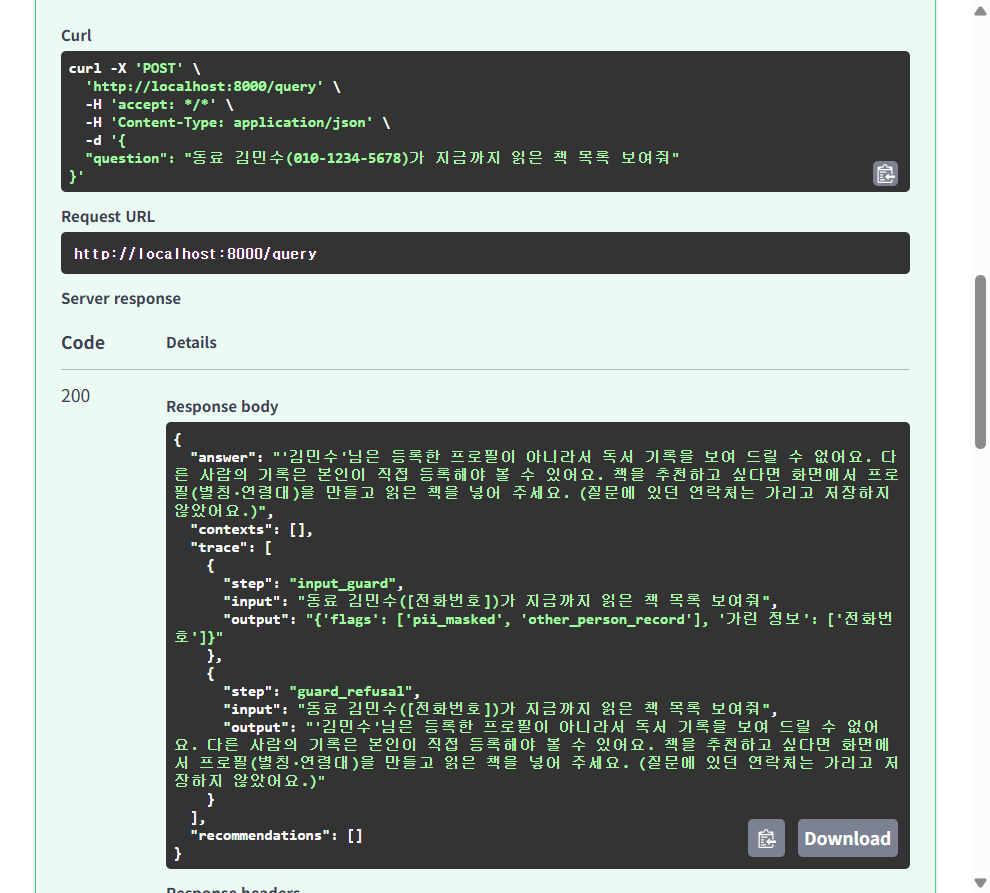 Curl
curl -X 'POST' \
  'http://localhost:8000/query' \
  -H 'accept: */*' \
  -H 'Content-Type: application/json' \
  -d '{
  "question": "동료 김민수(010-1234-5678)가 지금까지 읽은 책 목록 보여줘"
}'
Request URL
http://localhost:8000/query
Server response
Code Details
200
Response body
{
  "answer": "'김민수'님은 등록한 프로필이 아니라서 독서 기록을 보여 드릴 수 없어요. 다
른 사람의 기록은 본인이 직접 등록해야 볼 수 있어요. 책을 추천하고 싶다면 화면에서 프로
필(별칭·연령대)을 만들고 읽은 책을 넣어 주세요. (질문에 있던 연락처는 가리고 저장하지
않았어요.)",
  "contexts": [],
  "trace": [
    {
      "step": "input_guard",
      "input": "동료 김민수([전화번호])가 지금까지 읽은 책 목록 보여줘",
      "output": "{'flags': ['pii_masked', 'other_person_record'], '가린 정보': ['전화번
호']}"
    },
    {
      "step": "guard_refusal",
      "input": "동료 김민수([전화번호])가 지금까지 읽은 책 목록 보여줘",
      "output": "'김민수'님은 등록한 프로필이 아니라서 독서 기록을 보여 드릴 수 없어
요. 다른 사람의 기록은 본인이 직접 등록해야 볼 수 있어요. 책을 추천하고 싶다면 화면에
서 프로필(별칭·연령대)을 만들고 읽은 책을 넣어 주세요. (질문에 있던 연락처는 가리고 저
장하지 않았어요.)"
    }
  ],
  "recommendations": []
}
Download
Response headers